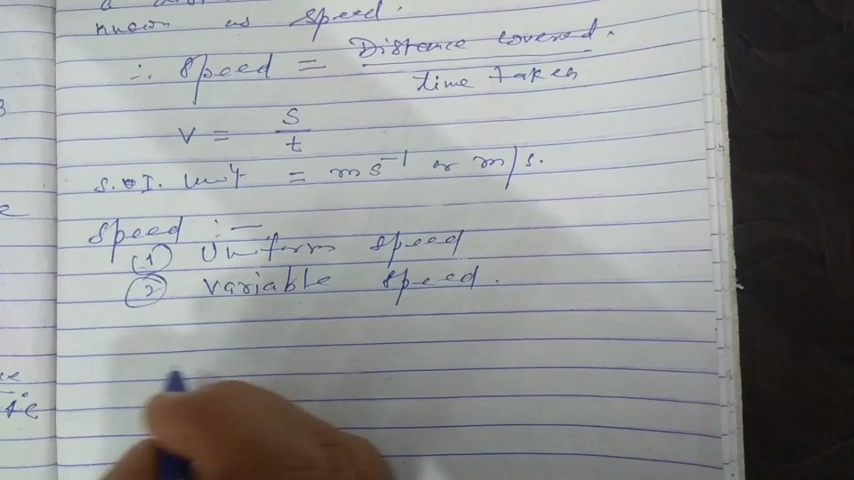 known as speed.
∴ Speed = Distance covered.
time taken
v = S
t
S.I. Unit = ms⁻¹ or m/s.
Speed :—
(1) Uniform speed
(2) variable speed.